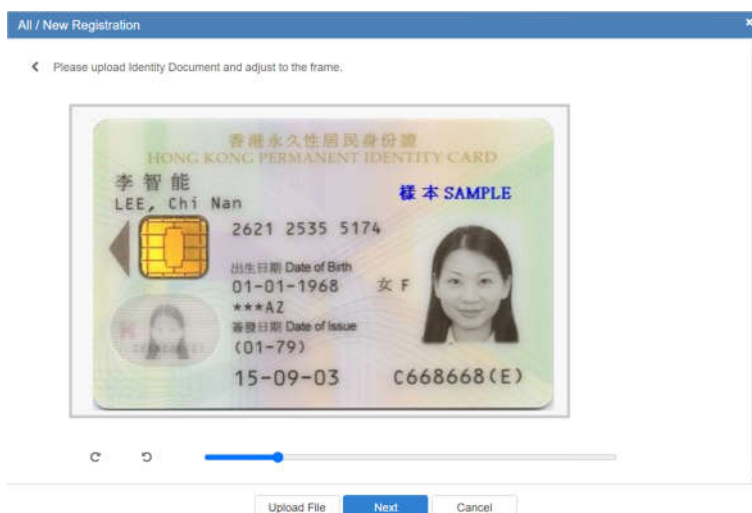 All / New Registration
x
Please upload Identity Document and adjust to the frame.
香港永久性居民身份證
HONG KONG PERMANENT IDENTITY CARD
李智能
LEE, Chi Nan
樣本 SAMPLE
2621 2535 5174
出生日期 Date of Birth
01-01-1968 女 F
***AZ
簽發日期 Date of Issue
(01-79)
15-09-03 C668668(E)
Upload File Next Cancel